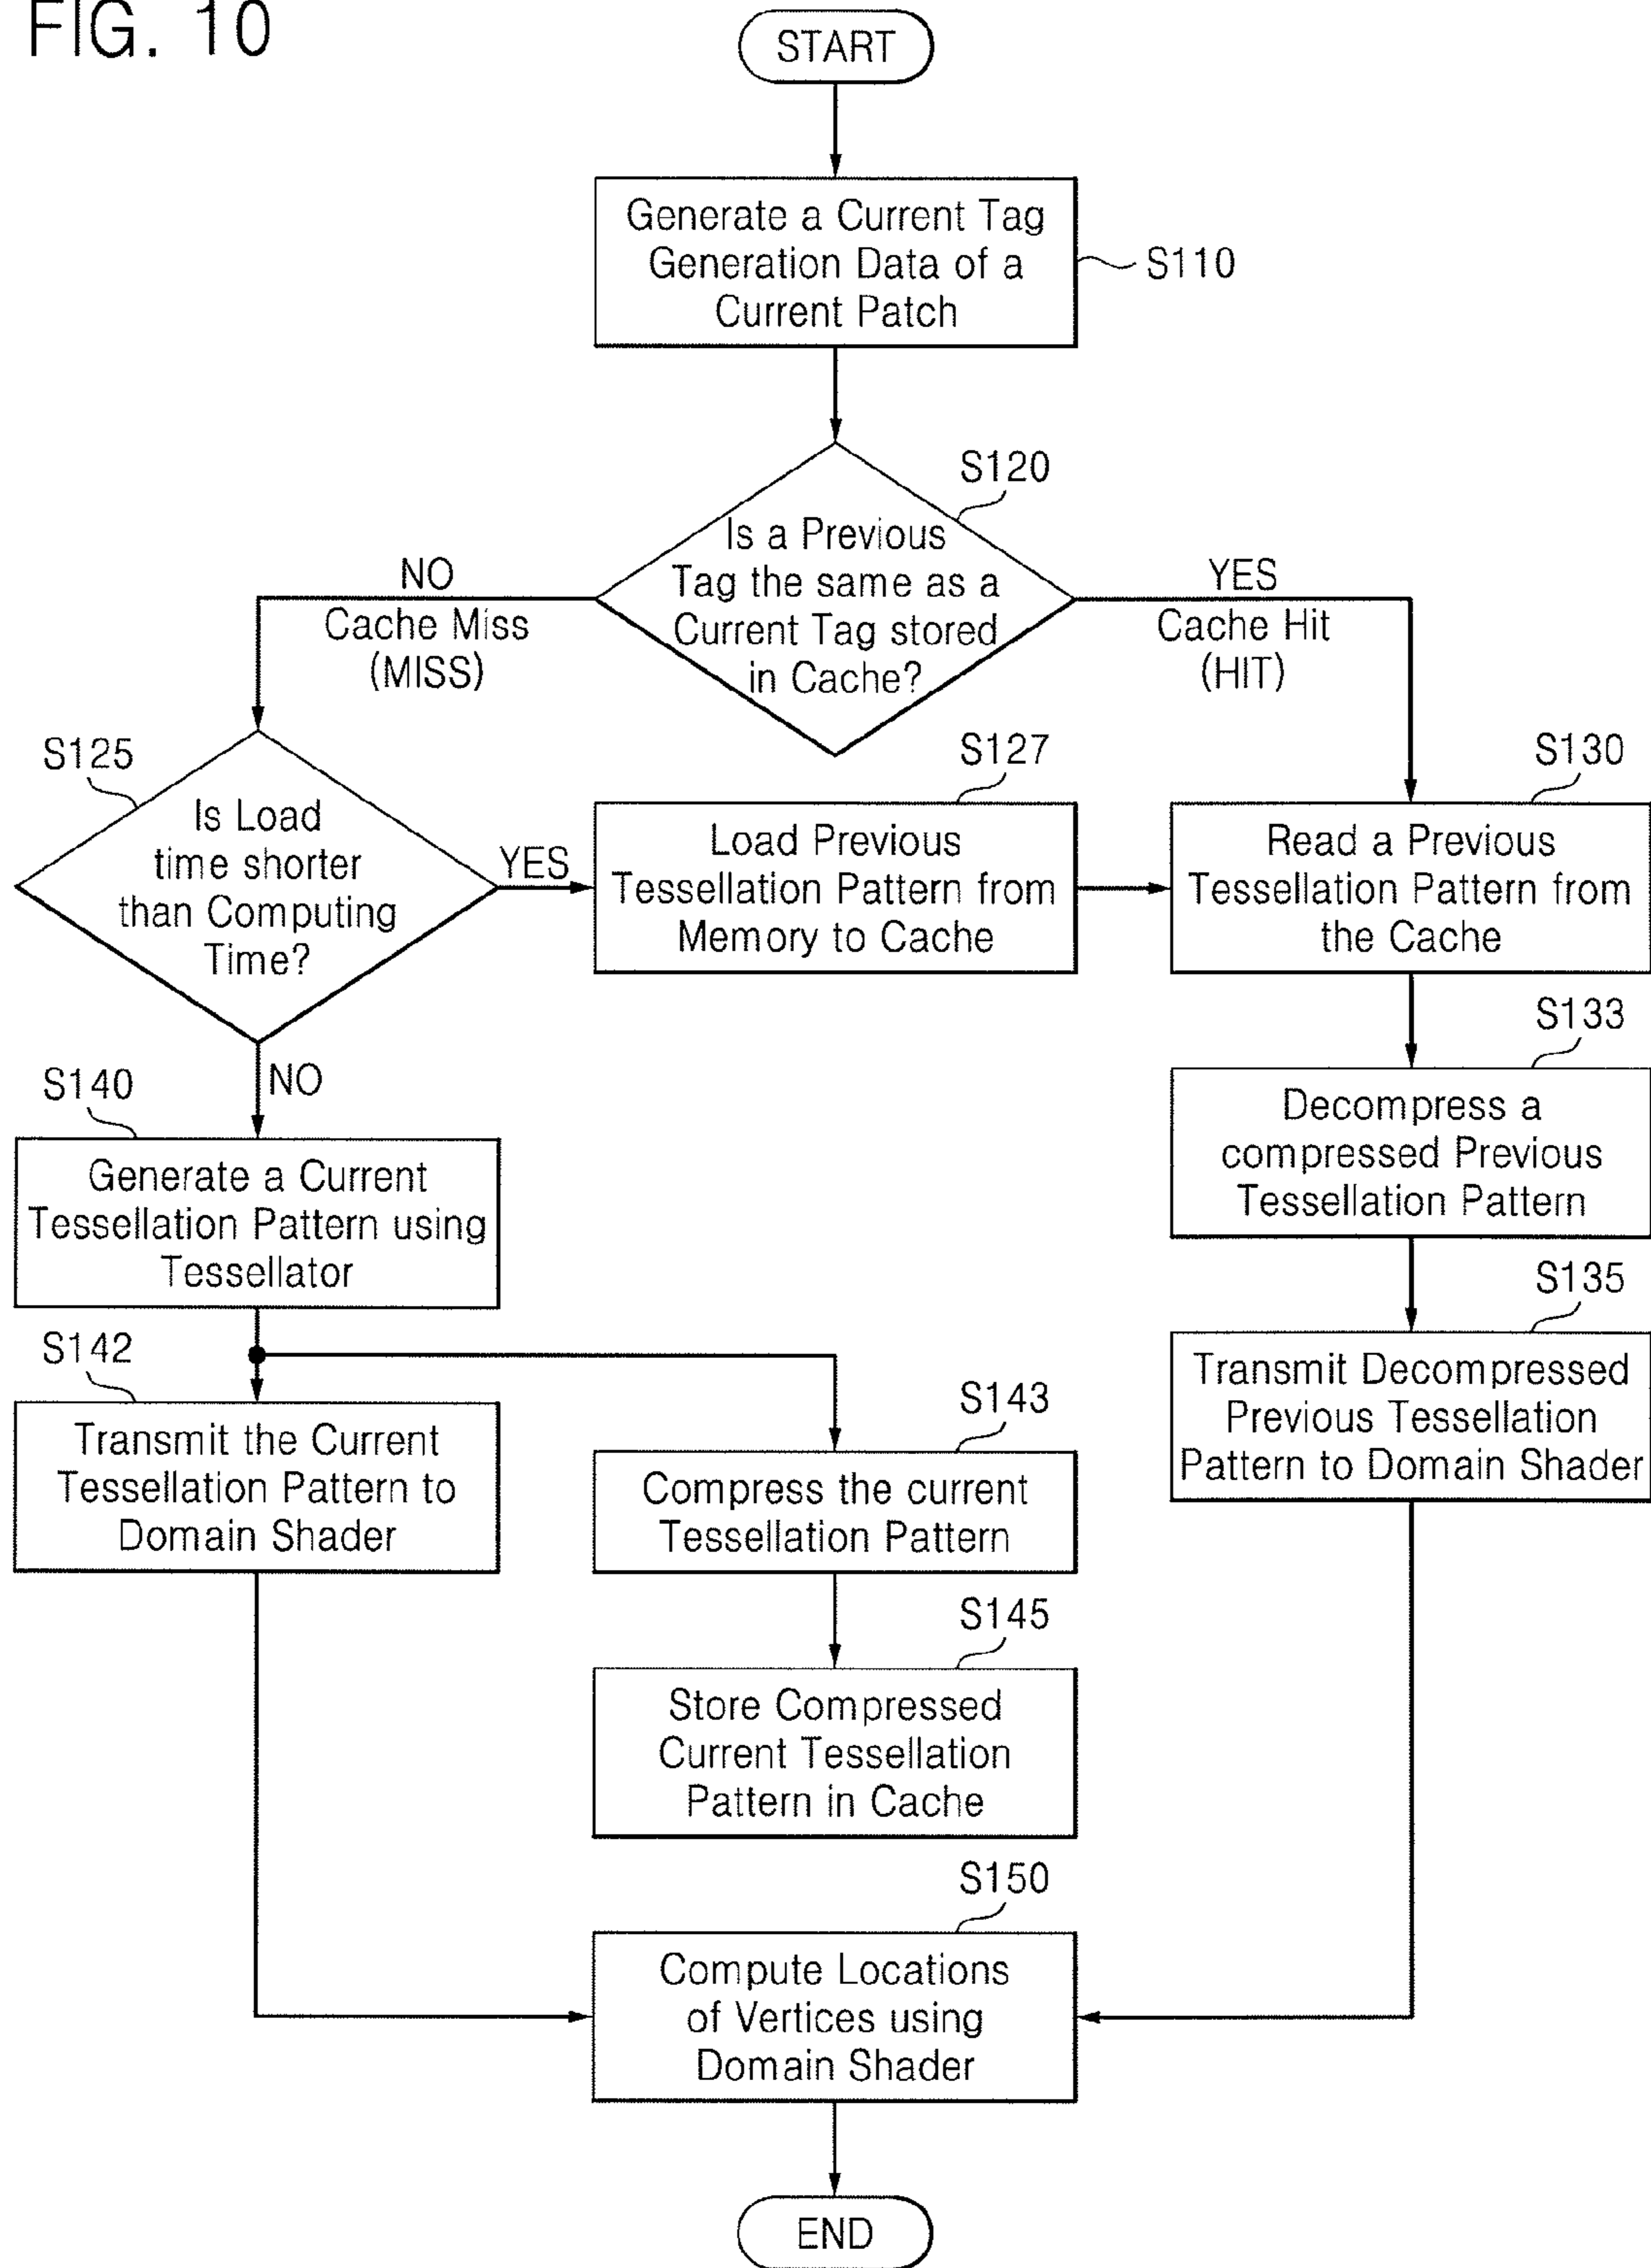 FIG. 10
START
Generate a Current Tag
Generation Data of a
Current Patch
S110
S120
Is a Previous
Tag the same as a
Current Tag stored
in Cache?
NO
Cache Miss
(MISS)
YES
Cache Hit
(HIT)
S125
Is Load
time shorter
than Computing
Time?
YES
NO
S127
Load Previous
Tessellation Pattern from
Memory to Cache
S130
Read a Previous
Tessellation Pattern from
the Cache
S133
Decompress a
compressed Previous
Tessellation Pattern
S135
Transmit Decompressed
Previous Tessellation
Pattern to Domain Shader
S140
Generate a Current
Tessellation Pattern using
Tessellator
S142
Transmit the Current
Tessellation Pattern to
Domain Shader
S143
Compress the current
Tessellation Pattern
S145
Store Compressed
Current Tessellation
Pattern in Cache
S150
Compute Locations
of Vertices using
Domain Shader
END